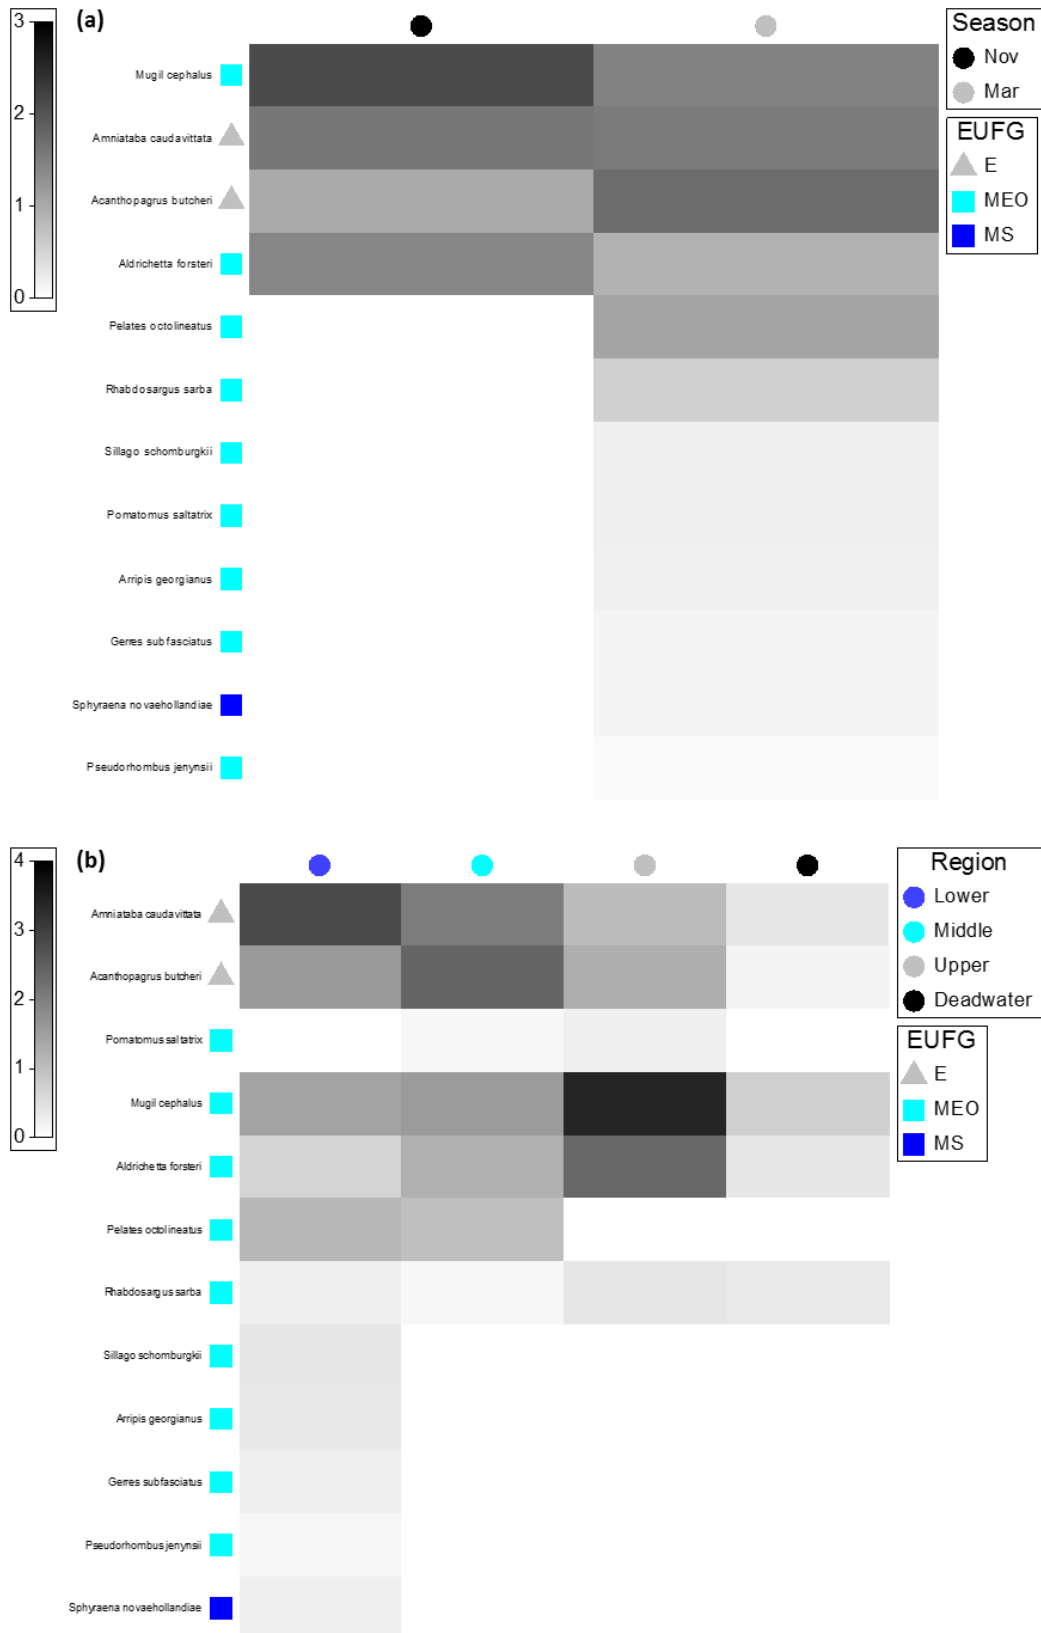 (a)
3
2
1
0
Season
Nov
Mar
EUFG
E
MEO
MS
Mugil cephalus
Amniataba caudavittata
Acanthopagrus butcheri
Aldrichetta forsteri
Pelates octolineatus
Rhabdosargus sarba
Sillago schomburgkii
Pomatomus saltatrix
Arripis georgianus
Gerres subfasciatus
Sphyraena novaehollandiae
Pseudorhombus jenynsii
(b)
4
3
2
1
0
Region
Lower
Middle
Upper
Deadwater
EUFG
E
MEO
MS
Amniataba caudavittata
Acanthopagrus butcheri
Pomatomus saltatrix
Mugil cephalus
Aldrichetta forsteri
Pelates octolineatus
Rhabdosargus sarba
Sillago schomburgkii
Arripis georgianus
Gerres subfasciatus
Pseudorhombus jenynsii
Sphyraena novaehollandiae